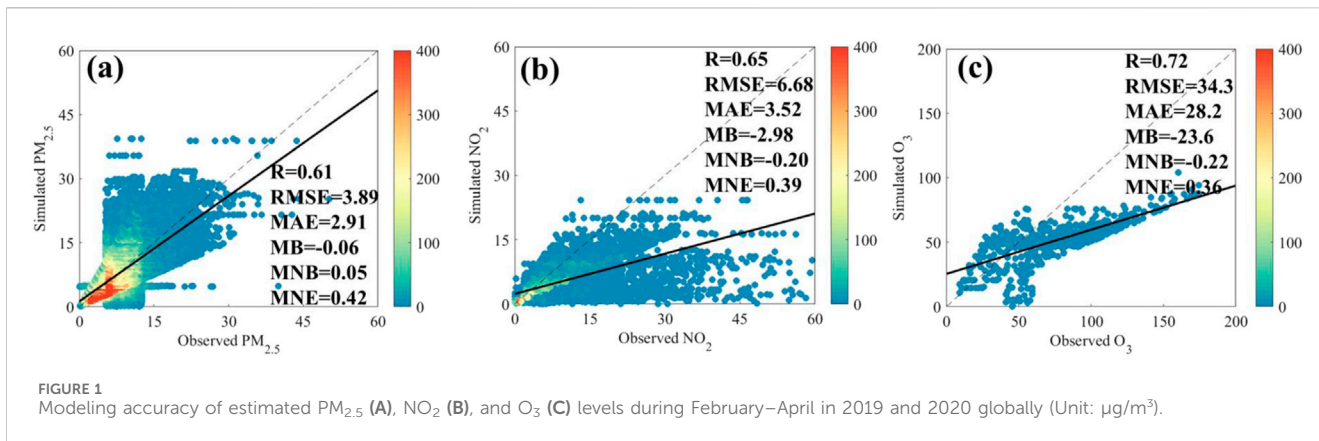 (a)
60
45
30
15
0
0
15
30
45
60
Simulated PM2.5
Observed PM2.5
R=0.61
RMSE=3.89
MAE=2.91
MB=-0.06
MNB=0.05
MNE=0.42
400
300
200
100
0
(b)
60
45
30
15
0
0
15
30
45
60
Simulated NO2
Observed NO2
R=0.65
RMSE=6.68
MAE=3.52
MB=-2.98
MNB=-0.20
MNE=0.39
400
300
200
100
0
(c)
200
150
100
50
0
0
50
100
150
200
Simulated O3
Observed O3
R=0.72
RMSE=34.3
MAE=28.2
MB=-23.6
MNB=-0.22
MNE=0.36
400
300
200
100
0
FIGURE 1
Modeling accuracy of estimated PM2.5 (A), NO2 (B), and O3 (C) levels during February–April in 2019 and 2020 globally (Unit: µg/m³).